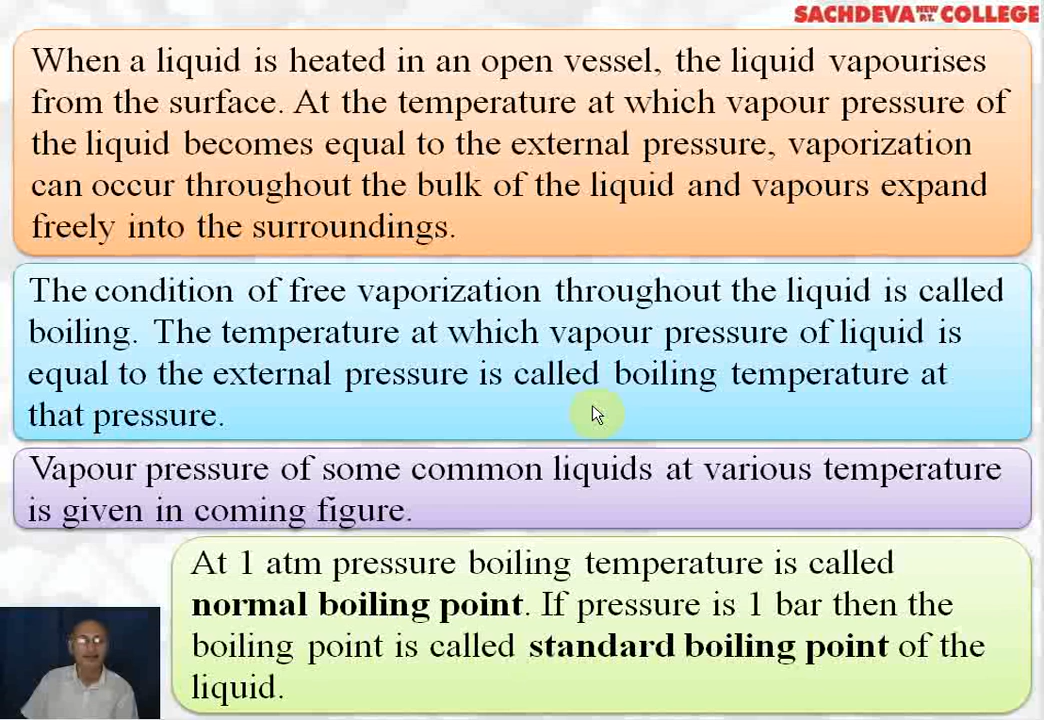 SACHDEVA NEW P.T. COLLEGE
When a liquid is heated in an open vessel, the liquid vapourises
from the surface. At the temperature at which vapour pressure of
the liquid becomes equal to the external pressure, vaporization
can occur throughout the bulk of the liquid and vapours expand
freely into the surroundings.
The condition of free vaporization throughout the liquid is called
boiling. The temperature at which vapour pressure of liquid is
equal to the external pressure is called boiling temperature at
that pressure.
Vapour pressure of some common liquids at various temperature
is given in coming figure.
At 1 atm pressure boiling temperature is called
normal boiling point. If pressure is 1 bar then the
boiling point is called standard boiling point of the
liquid.